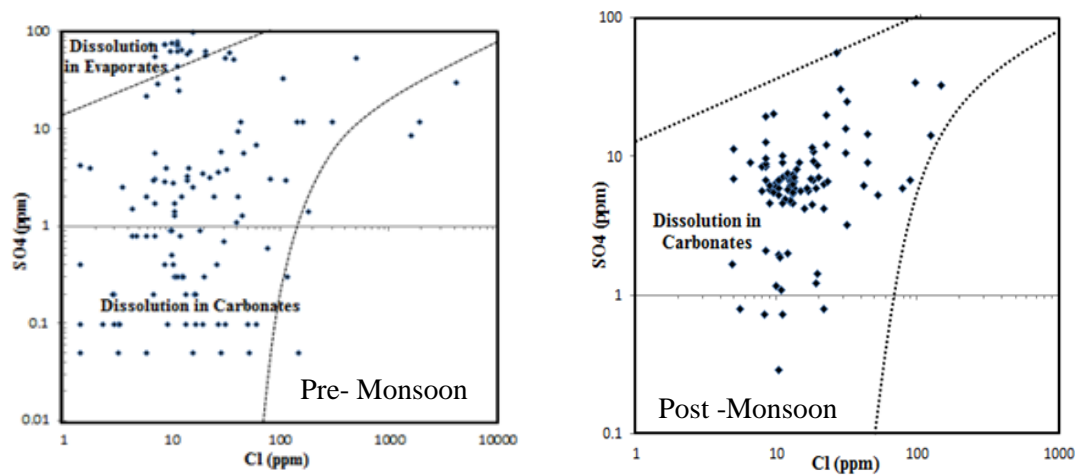 100
10
1
0.1
0.01
SO4 (ppm)
Dissolution
in Evaporates
Dissolution in Carbonates
Pre- Monsoon
1
10
100
1000
10000
Cl (ppm)
100
10
1
0.1
SO4 (ppm)
Dissolution in
Carbonates
Post -Monsoon
1
10
100
1000
Cl (ppm)